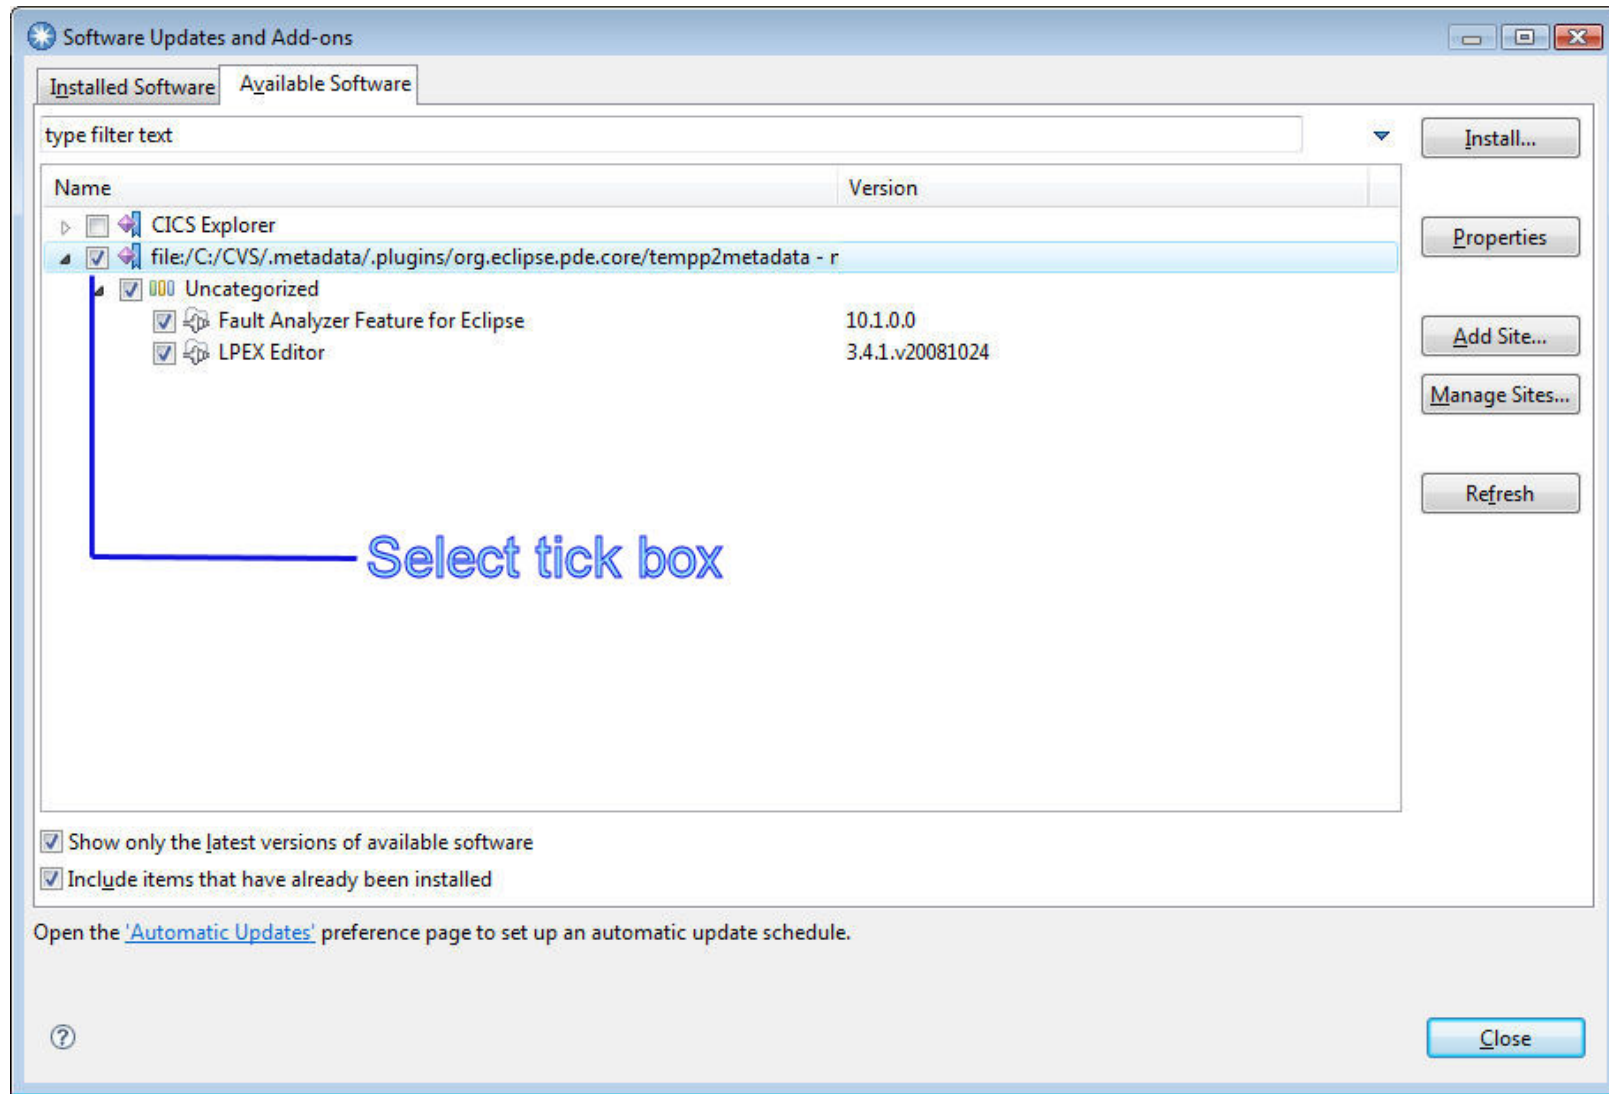 Software Updates and Add-ons
Installed Software
Available Software
type filter text
Install...
Name
Version
CICS Explorer
Properties
file:/C:/CVS/.metadata/.plugins/org.eclipse.pde.core/tempp2metadata - r
Uncategorized
Fault Analyzer Feature for Eclipse
10.1.0.0
Add Site...
LPEX Editor
3.4.1.v20081024
Manage Sites...
Refresh
Select tick box
Show only the latest versions of available software
Include items that have already been installed
Open the 'Automatic Updates' preference page to set up an automatic update schedule.
?
Close